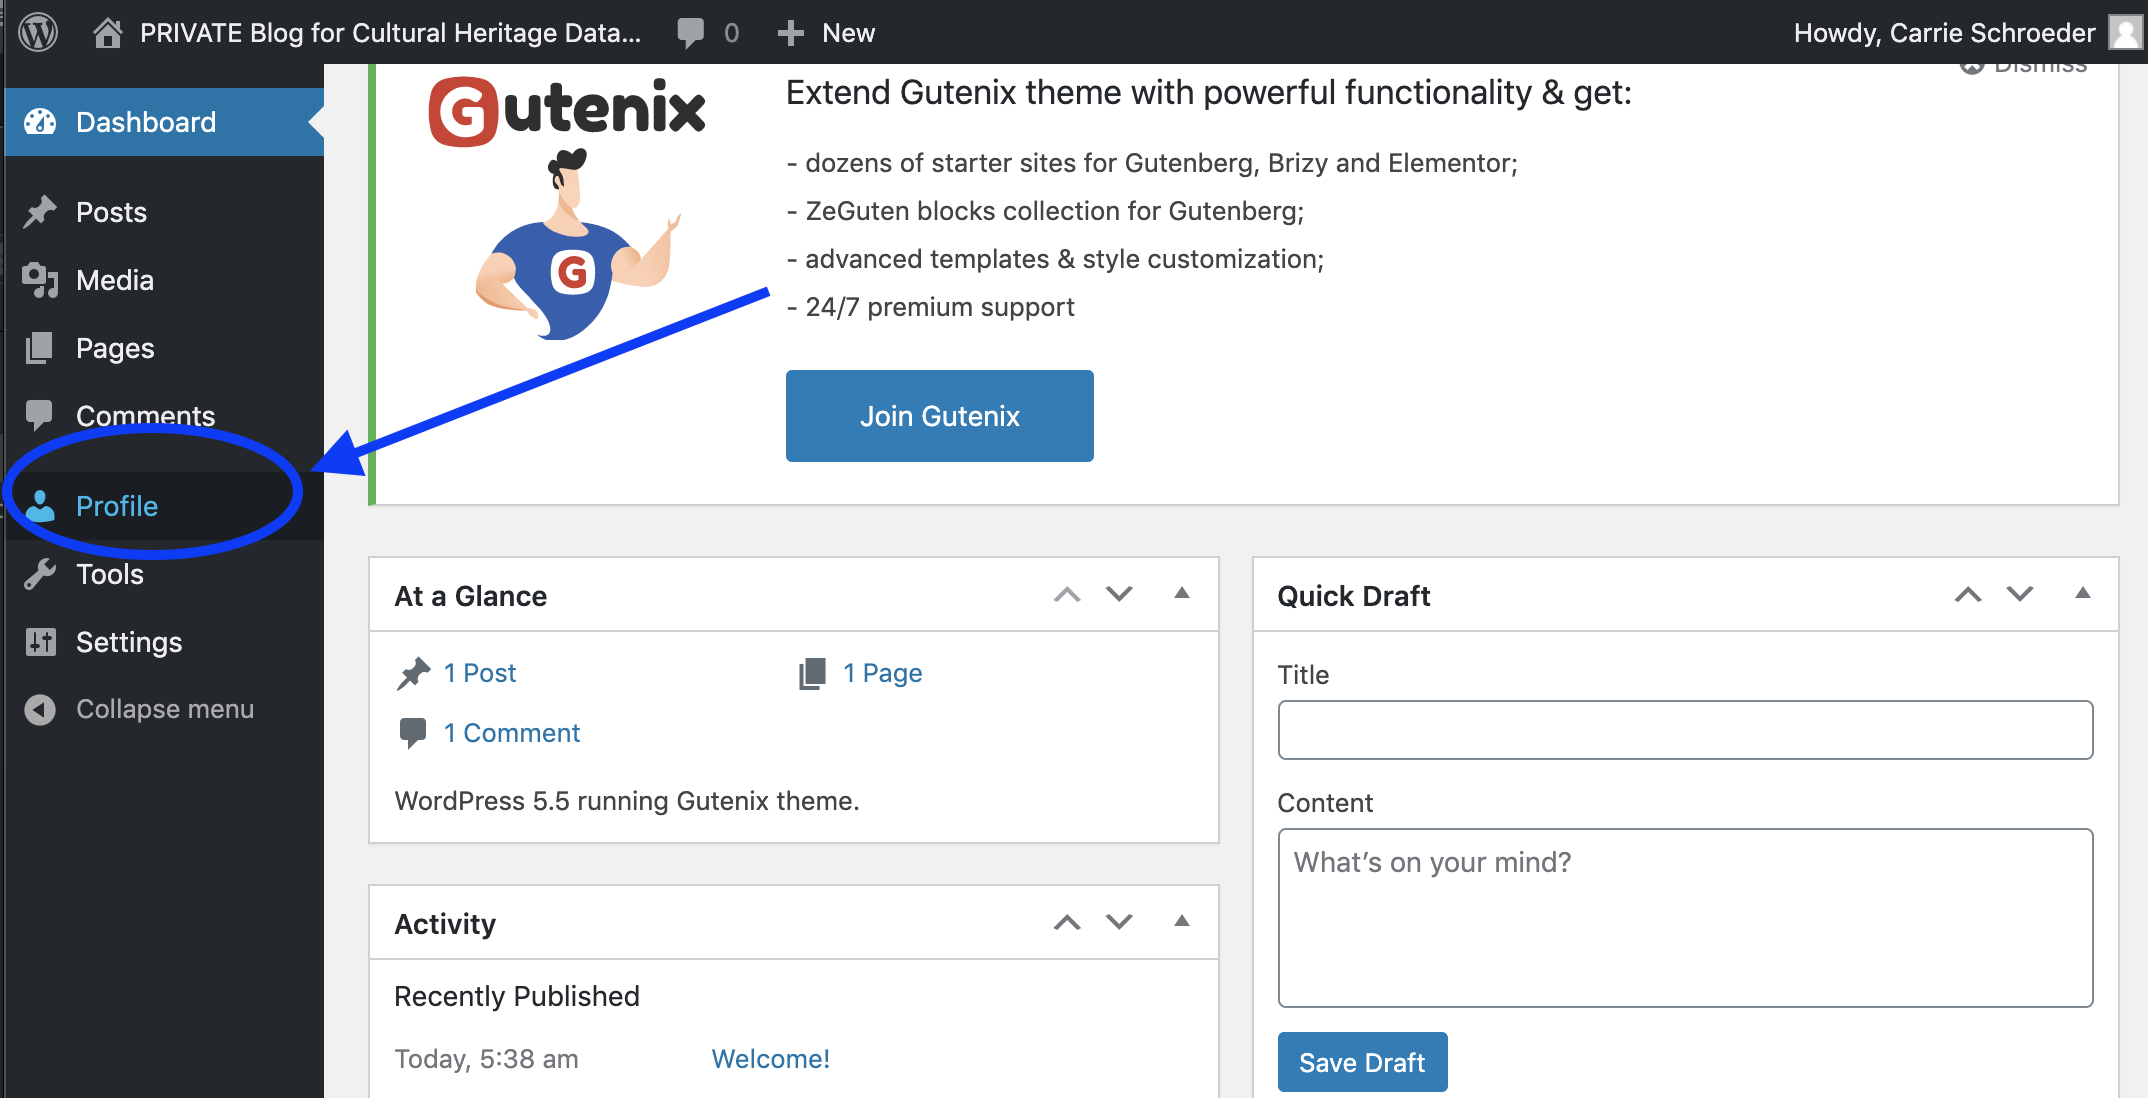 PRIVATE Blog for Cultural Heritage Data...
0
New
Howdy, Carrie Schroeder
Dashboard
Posts
Media
Pages
Comments
Profile
Tools
Settings
Collapse menu
Dismiss
Gutenix
G
Extend Gutenix theme with powerful functionality & get:
- dozens of starter sites for Gutenberg, Brizy and Elementor;
- ZeGuten blocks collection for Gutenberg;
- advanced templates & style customization;
- 24/7 premium support
Join Gutenix
At a Glance
1 Post
1 Page
1 Comment
WordPress 5.5 running Gutenix theme.
Activity
Recently Published
Today, 5:38 am
Welcome!
Quick Draft
Title
Content
What’s on your mind?
Save Draft